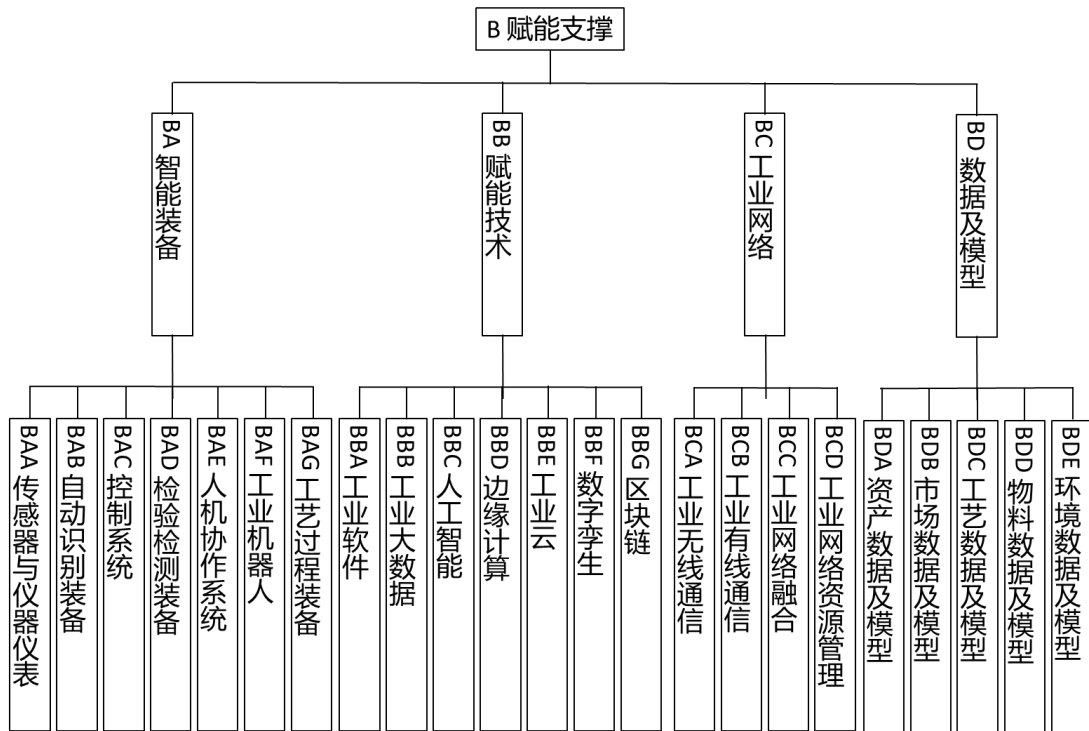 B 赋能支撑
BA 智能装备
BB 赋能技术
BC 工业网络
BD 数据及模型
BAA 传感器与仪器仪表
BAB 自动识别装备
BAC 控制系统
BAD 检验检测装备
BAE 人机协作系统
BAF 工业机器人
BAG 工艺过程装备
BBA 工业软件
BBB 工业大数据
BBC 人工智能
BBD 边缘计算
BBE 工业云
BBF 数字孪生
BBG 区块链
BCA 工业无线通信
BCB 工业有线通信
BCC 工业网络融合
BCD 工业网络资源管理
BDA 资产数据及模型
BDB 市场数据及模型
BDC 工艺数据及模型
BDD 物料数据及模型
BDE 环境数据及模型